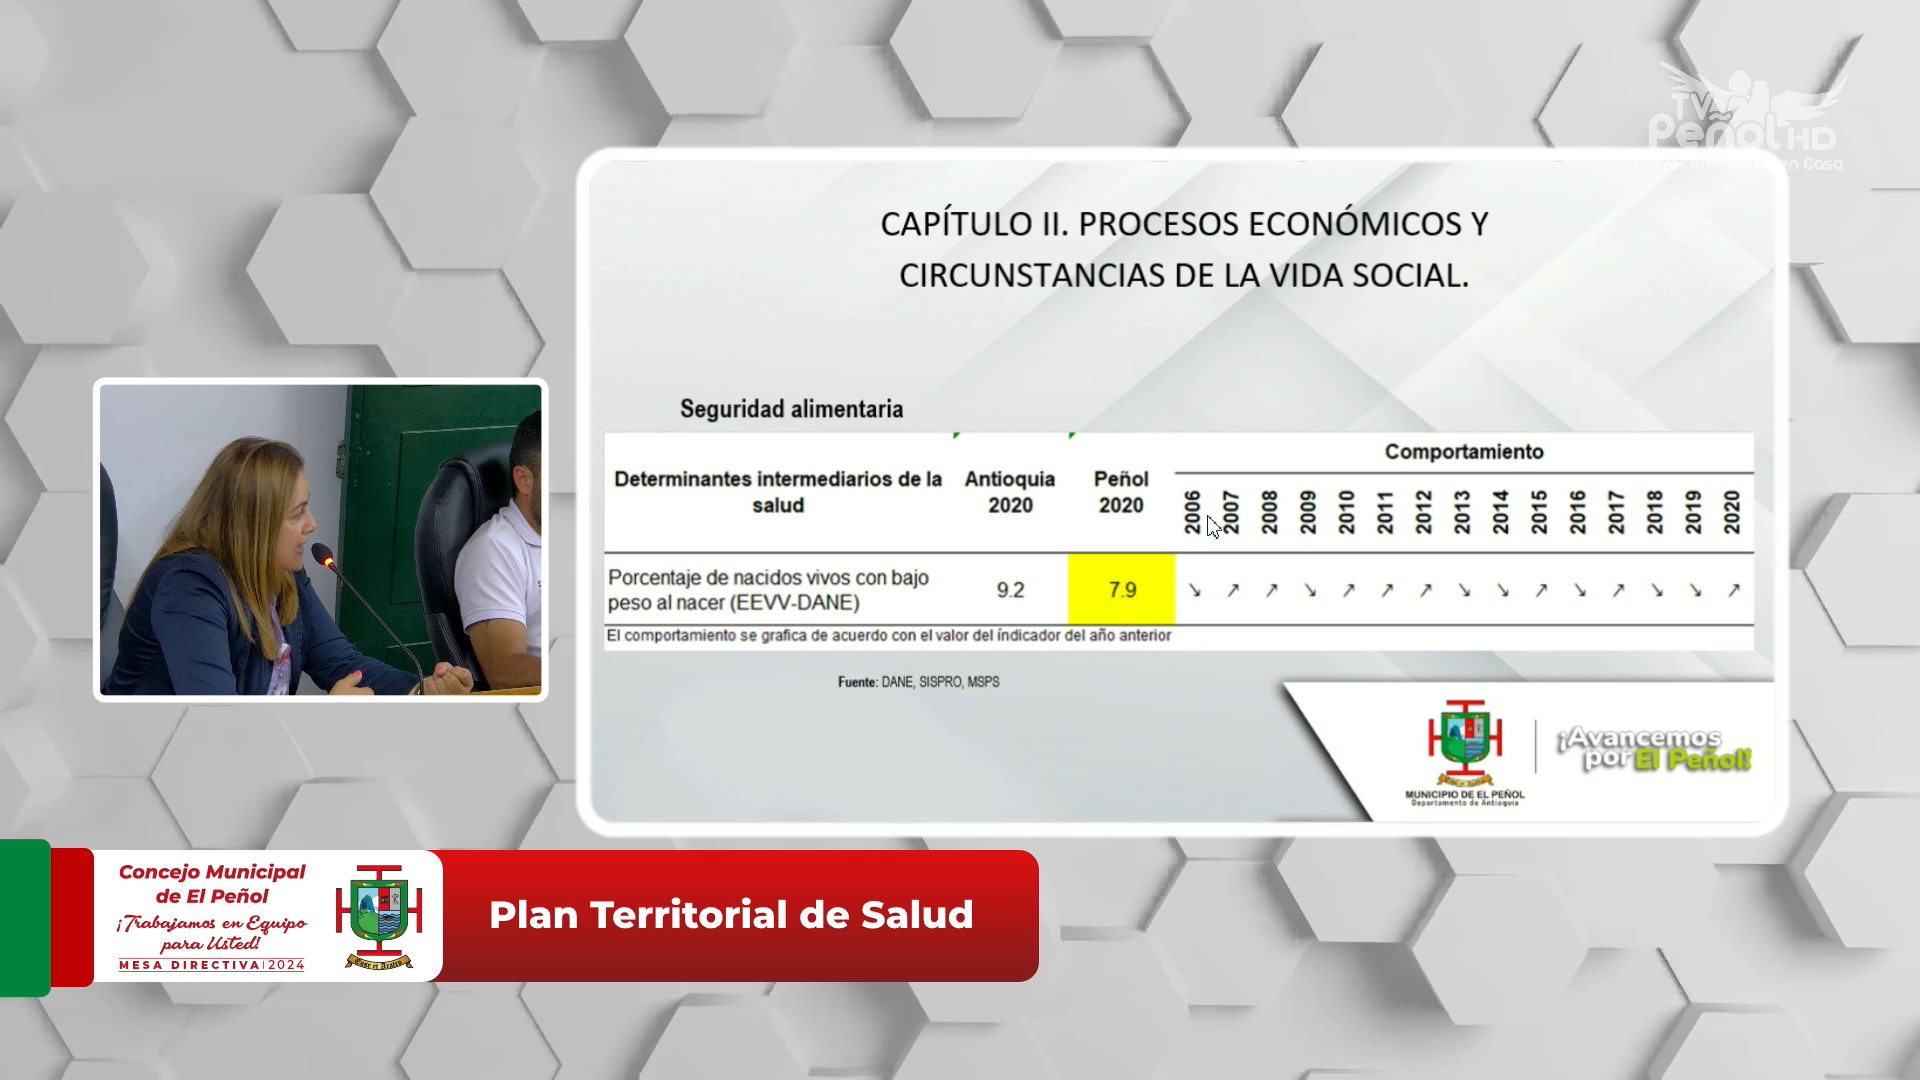 TV
Peñol HD
en Casa
CAPÍTULO II. PROCESOS ECONÓMICOS Y
CIRCUNSTANCIAS DE LA VIDA SOCIAL.
Seguridad alimentaria
Determinantes intermediarios de la salud
Antioquia 2020
Peñol 2020
Comportamiento
2006 2007 2008 2009 2010 2011 2012 2013 2014 2015 2016 2017 2018 2019 2020
Porcentaje de nacidos vivos con bajo
peso al nacer (EEVV-DANE)
9.2 7.9 ↘ ↗ ↗ ↘ ↗ ↗ ↗ ↘ ↘ ↗ ↘ ↗ ↘ ↘ ↗
El comportamiento se grafica de acuerdo con el valor del índicador del año anterior
Fuente: DANE, SISPRO, MSPS
MUNICIPIO DE EL PEÑOL
Departamento de Antioquia
¡Avancemos
por El Peñol!
Concejo Municipal
de El Peñol
¡Trabajamos en Equipo
para Usted!
MESA DIRECTIVA|2024
Plan Territorial de Salud